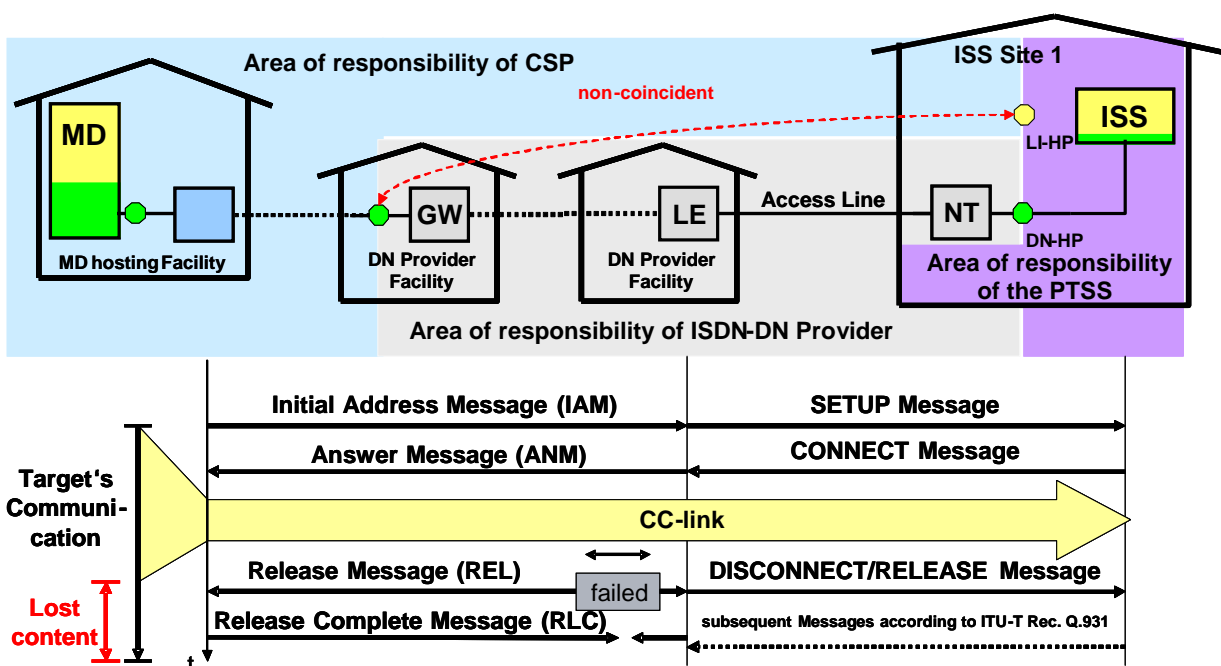 Area of responsibility of CSP
ISS Site 1
non-coincident
MD
ISS
LI-HP
GW
LE
Access Line
NT
DN-HP
MD hosting Facility
DN Provider
Facility
DN Provider
Facility
Area of responsibility
of the PTSS
Area of responsibility of ISDN-DN Provider
Initial Address Message (IAM)
SETUP Message
Answer Message (ANM)
CONNECT Message
Target's
Communi-
cation
CC-link
Release Message (REL)
failed
DISCONNECT/RELEASE Message
Lost
content
Release Complete Message (RLC)
subsequent Messages according to ITU-T Rec. Q.931
t